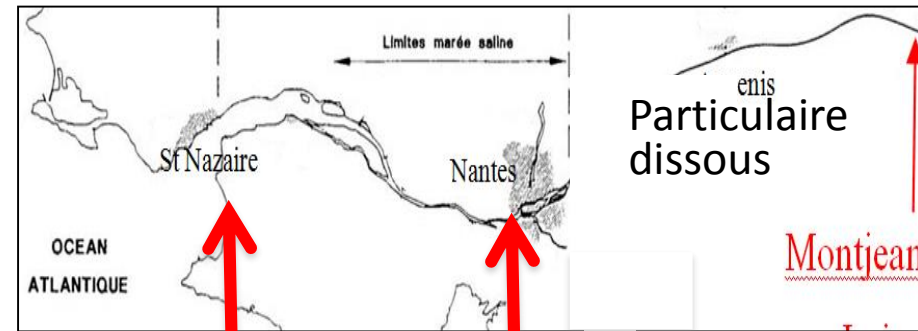 Limites marée saline
enis
Particulaire
dissous
St Nazaire
Nantes
OCEAN
ATLANTIQUE
Montjean